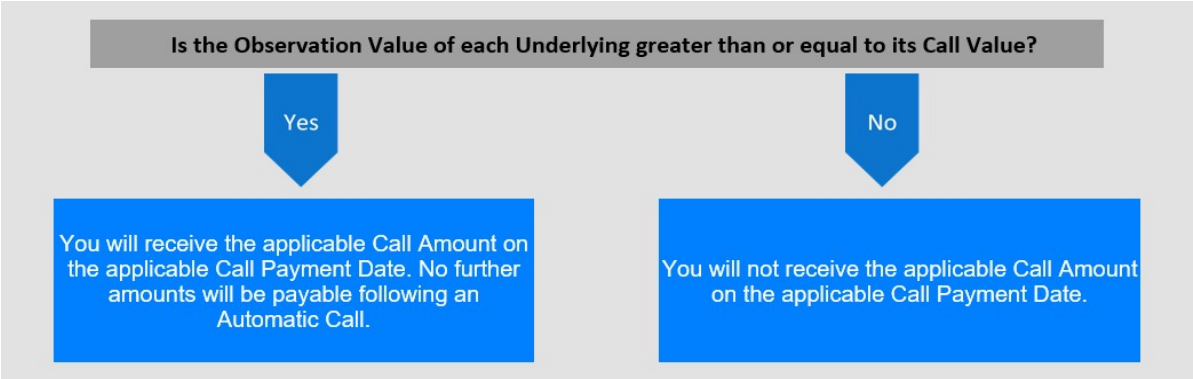 Is the Observation Value of each Underlying greater than or equal to its Call Value?
Yes
No
You will receive the applicable Call Amount on
the applicable Call Payment Date. No further
amounts will be payable following an
Automatic Call.
You will not receive the applicable Call Amount
on the applicable Call Payment Date.